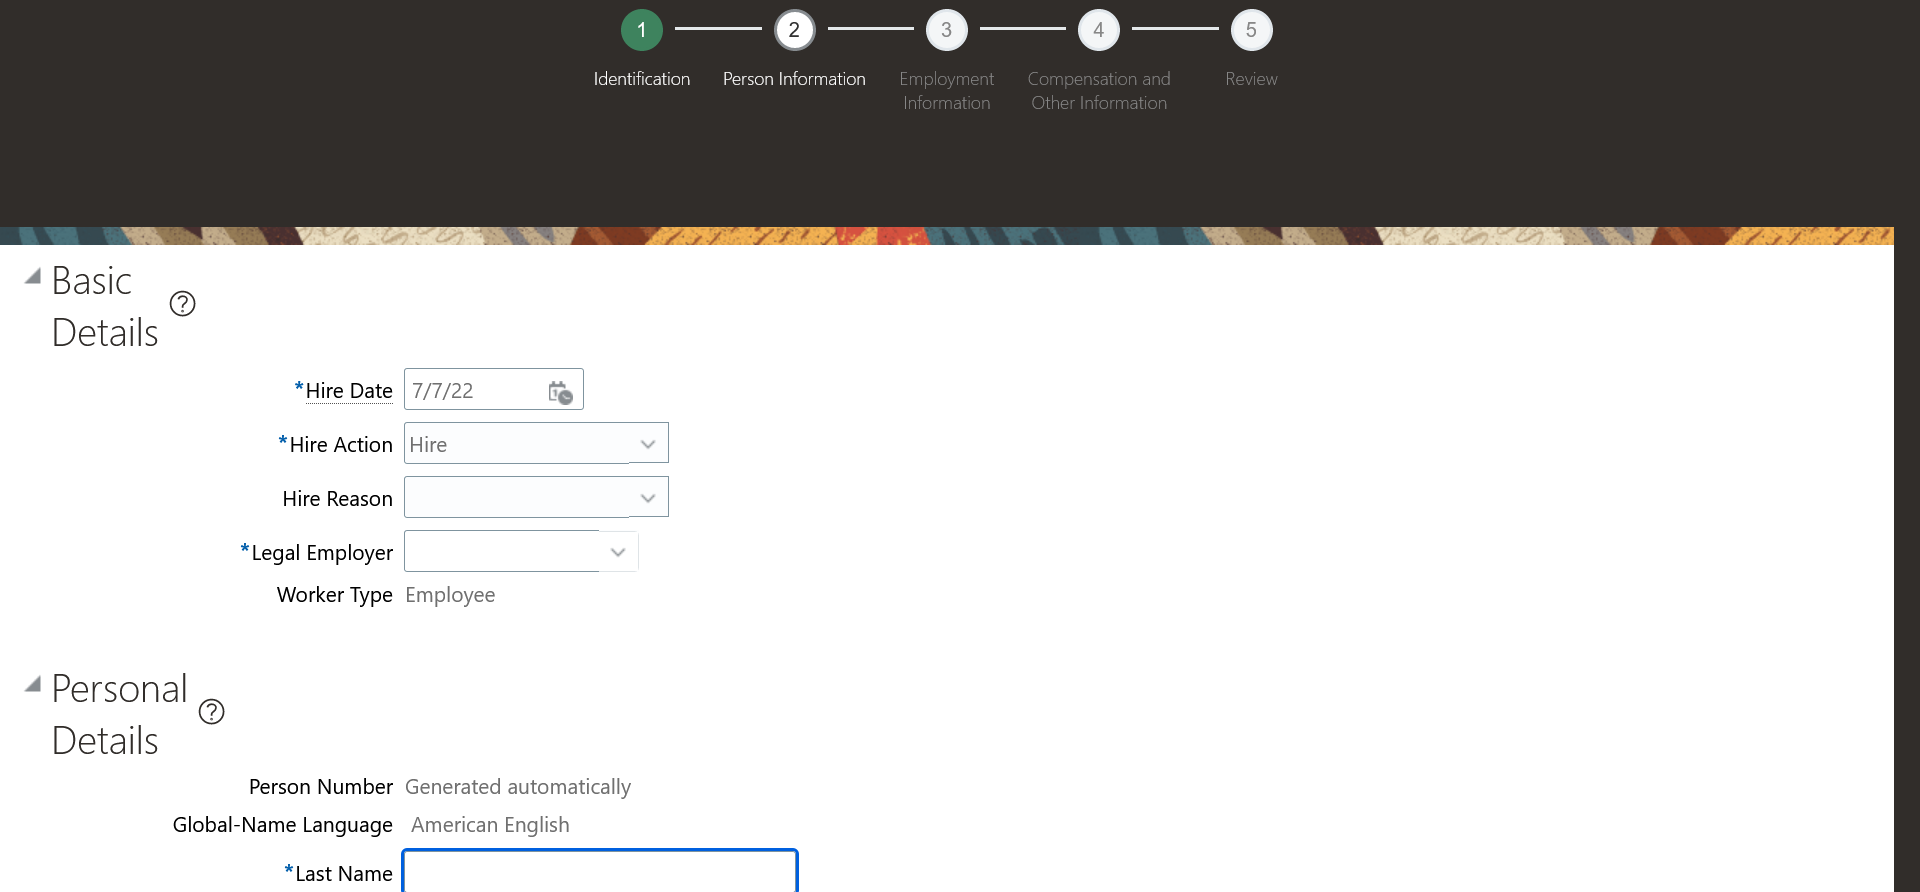 1 2 3 4 5
Identification Person Information Employment Information Compensation and Other Information Review
Basic
Details ?
*Hire Date 7/7/22
*Hire Action Hire
Hire Reason
*Legal Employer
Worker Type Employee
Personal
Details ?
Person Number Generated automatically
Global-Name Language American English
*Last Name